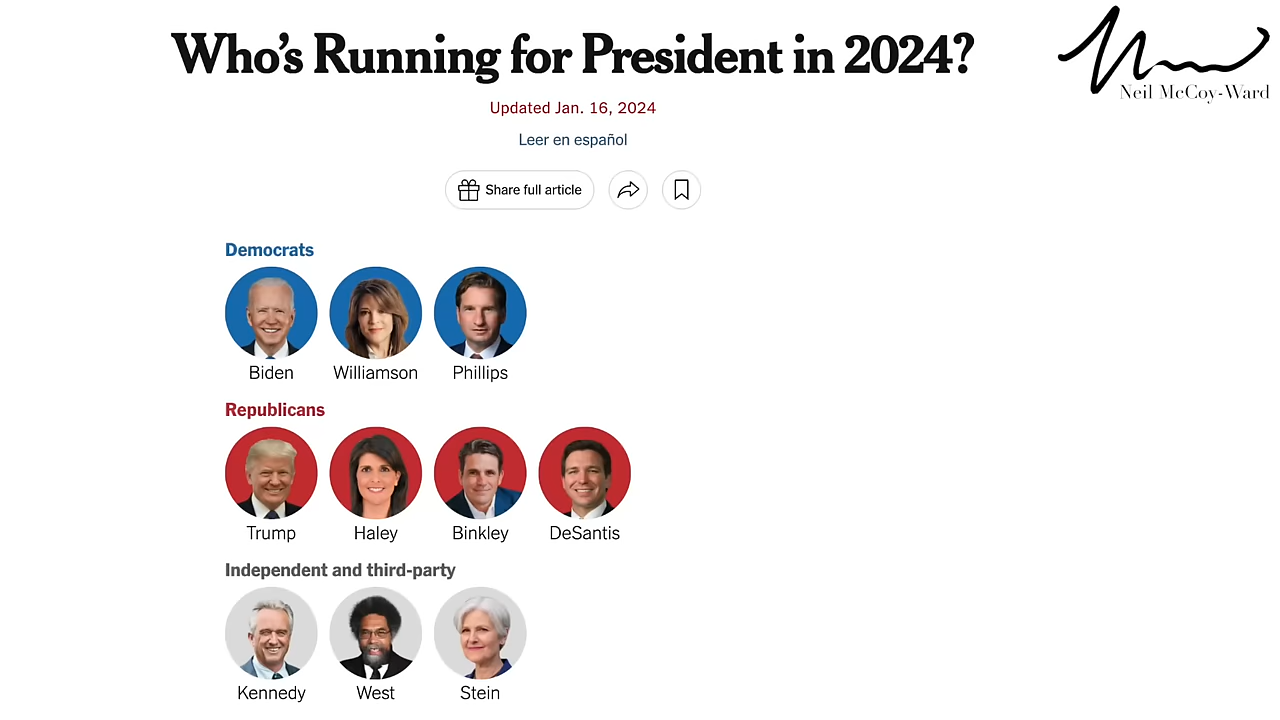 Who's Running for President in 2024?
Neil McCoy-Ward
Updated Jan. 16, 2024
Leer en español
Share full article
Democrats
Biden Williamson Phillips
Republicans
Trump Haley Binkley DeSantis
Independent and third-party
Kennedy West Stein